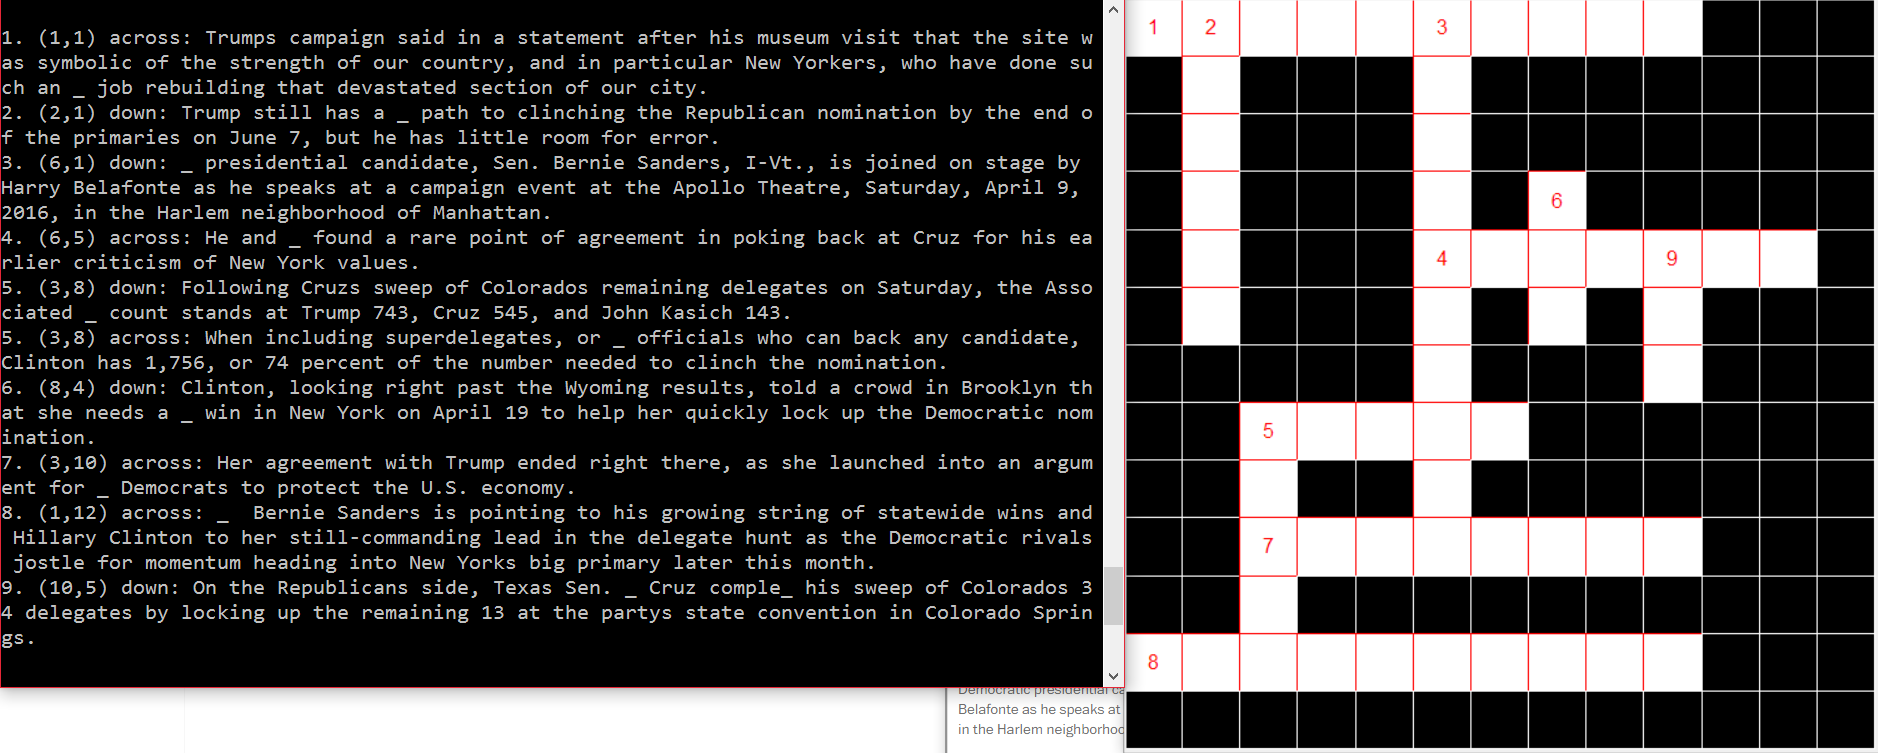 1. (1,1) across: Trumps campaign said in a statement after his museum visit that the site w
as symbolic of the strength of our country, and in particular New Yorkers, who have done su
ch an _ job rebuilding that devastated section of our city.
2. (2,1) down: Trump still has a _ path to clinching the Republican nomination by the end o
f the primaries on June 7, but he has little room for error.
3. (6,1) down: _ presidential candidate, Sen. Bernie Sanders, I-Vt., is joined on stage by
Harry Belafonte as he speaks at a campaign event at the Apollo Theatre, Saturday, April 9,
2016, in the Harlem neighborhood of Manhattan.
4. (6,5) across: He and _ found a rare point of agreement in poking back at Cruz for his ea
rlier criticism of New York values.
5. (3,8) down: Following Cruzs sweep of Colorados remaining delegates on Saturday, the Asso
ciated _ count stands at Trump 743, Cruz 545, and John Kasich 143.
5. (3,8) across: When including superdelegates, or _ officials who can back any candidate,
Clinton has 1,756, or 74 percent of the number needed to clinch the nomination.
6. (8,4) down: Clinton, looking right past the Wyoming results, told a crowd in Brooklyn th
at she needs a _ win in New York on April 19 to help her quickly lock up the Democratic nom
ination.
7. (3,10) across: Her agreement with Trump ended right there, as she launched into an argum
ent for _ Democrats to protect the U.S. economy.
8. (1,12) across: _  Bernie Sanders is pointing to his growing string of statewide wins and
 Hillary Clinton to her still-commanding lead in the delegate hunt as the Democratic rivals
 jostle for momentum heading into New Yorks big primary later this month.
9. (10,5) down: On the Republicans side, Texas Sen. _ Cruz comple_ his sweep of Colorados 3
4 delegates by locking up the remaining 13 at the partys state convention in Colorado Sprin
gs.
Democratic presidential ca
Belafonte as he speaks at
in the Harlem neighborhoo
1 2 3
6
4 9
5
7
8